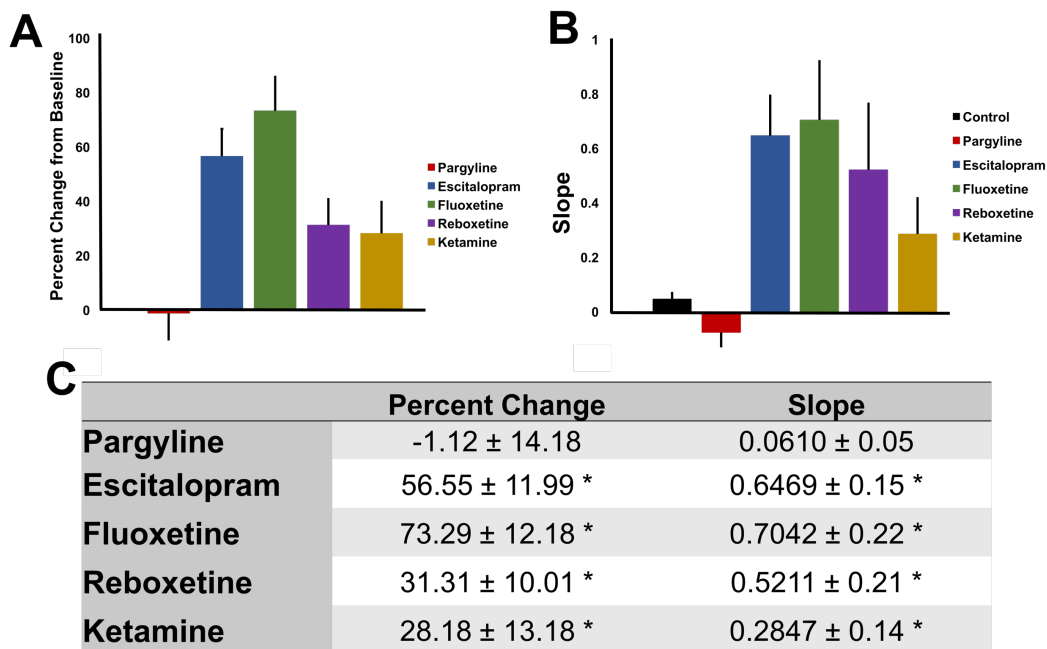 A
Percent Change from Baseline
100
80
60
40
20
0
Pargyline
Escitalopram
Fluoxetine
Reboxetine
Ketamine
B
Slope
1
0.8
0.6
0.4
0.2
0
Control
Pargyline
Escitalopram
Fluoxetine
Reboxetine
Ketamine
C
Percent Change Slope
Pargyline -1.12 ± 14.18 0.0610 ± 0.05
Escitalopram 56.55 ± 11.99 * 0.6469 ± 0.15 *
Fluoxetine 73.29 ± 12.18 * 0.7042 ± 0.22 *
Reboxetine 31.31 ± 10.01 * 0.5211 ± 0.21 *
Ketamine 28.18 ± 13.18 * 0.2847 ± 0.14 *